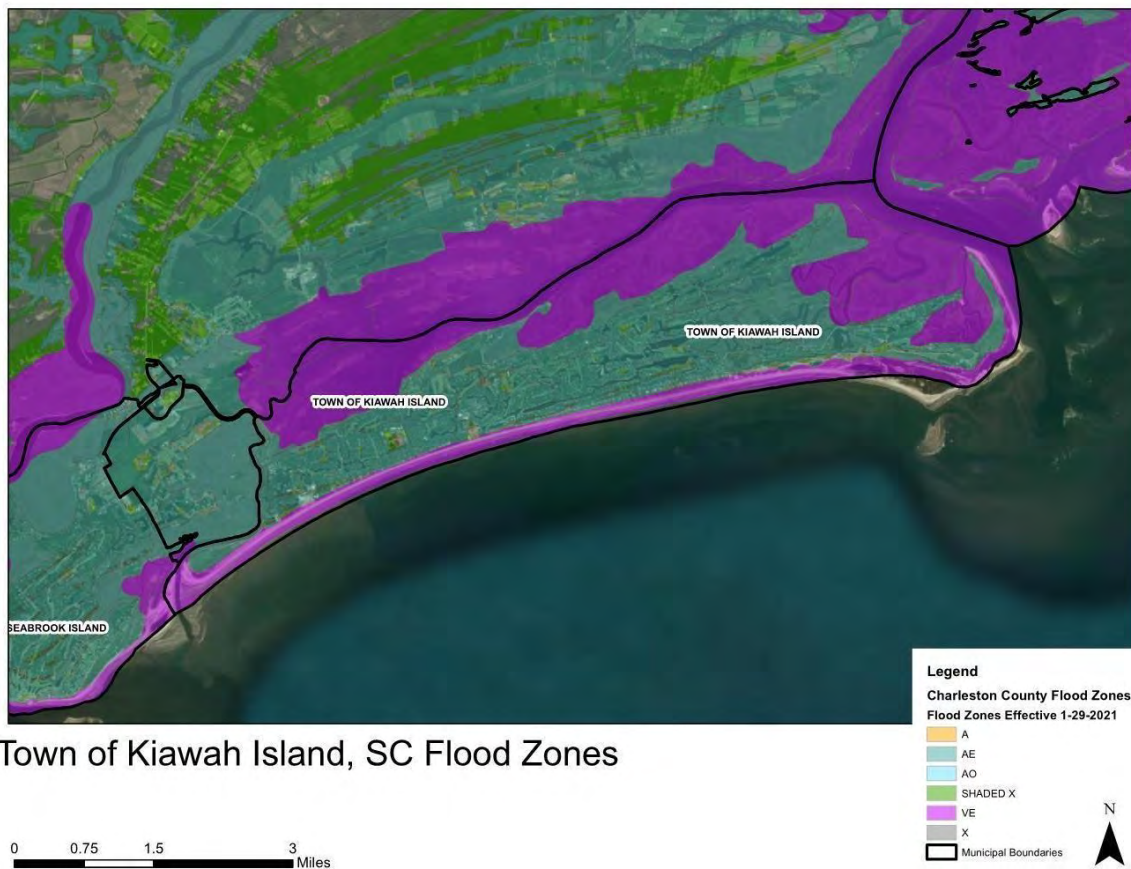 TOWN OF KIAWAH ISLAND
TOWN OF KIAWAH ISLAND
SEABROOK ISLAND
Town of Kiawah Island, SC Flood Zones
0 0.75 1.5 3
Miles
Legend
Charleston County Flood Zones
Flood Zones Effective 1-29-2021
A
AE
AO
SHADED X
VE
X
Municipal Boundaries
N